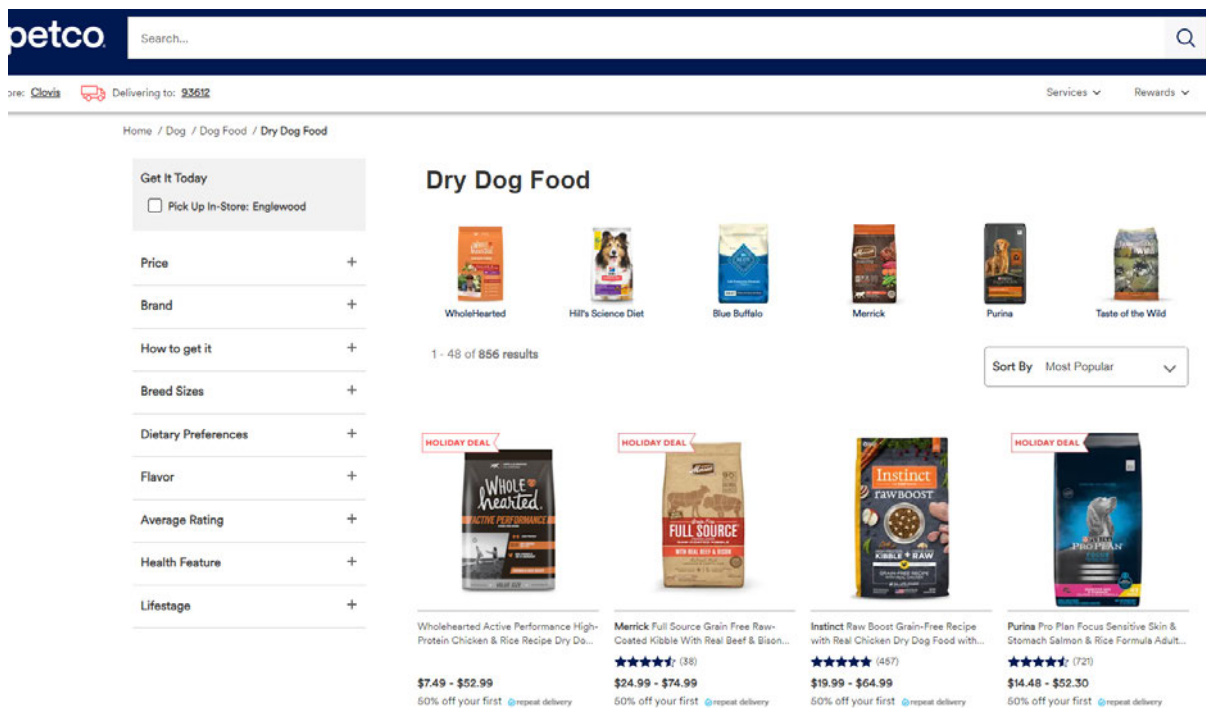 petco
Search...
ore: Clovis
Delivering to: 93612
Services
Rewards
Home / Dog / Dog Food / Dry Dog Food
Get It Today
Pick Up In-Store: Englewood
Price +
Brand +
How to get it +
Breed Sizes +
Dietary Preferences +
Flavor +
Average Rating +
Health Feature +
Lifestage +
Dry Dog Food
WholeHearted
Hill's Science Diet
Blue Buffalo
Merrick
Purina
Taste of the Wild
1 - 48 of 856 results
Sort By Most Popular
HOLIDAY DEAL
WHOLE
hearted.
ACTIVE PERFORMANCE
VALUE SIZE
Wholehearted Active Performance High-
Protein Chicken & Rice Recipe Dry Do...
$7.49 - $52.99
50% off your first repeat delivery
HOLIDAY DEAL
Merrick
FULL SOURCE
WITH REAL BEEF & BISON
Merrick Full Source Grain Free Raw-
Coated Kibble With Real Beef & Bison...
(38)
$24.99 - $74.99
50% off your first repeat delivery
Instinct
raw BOOST
KIBBLE + RAW
GRAIN-FREE RECIPE
Instinct Raw Boost Grain-Free Recipe
with Real Chicken Dry Dog Food with...
(457)
$19.99 - $64.99
50% off your first repeat delivery
HOLIDAY DEAL
PURINA
PRO PLAN
FOCUS
Purina Pro Plan Focus Sensitive Skin &
Stomach Salmon & Rice Formula Adult...
(721)
$14.48 - $52.30
50% off your first repeat delivery